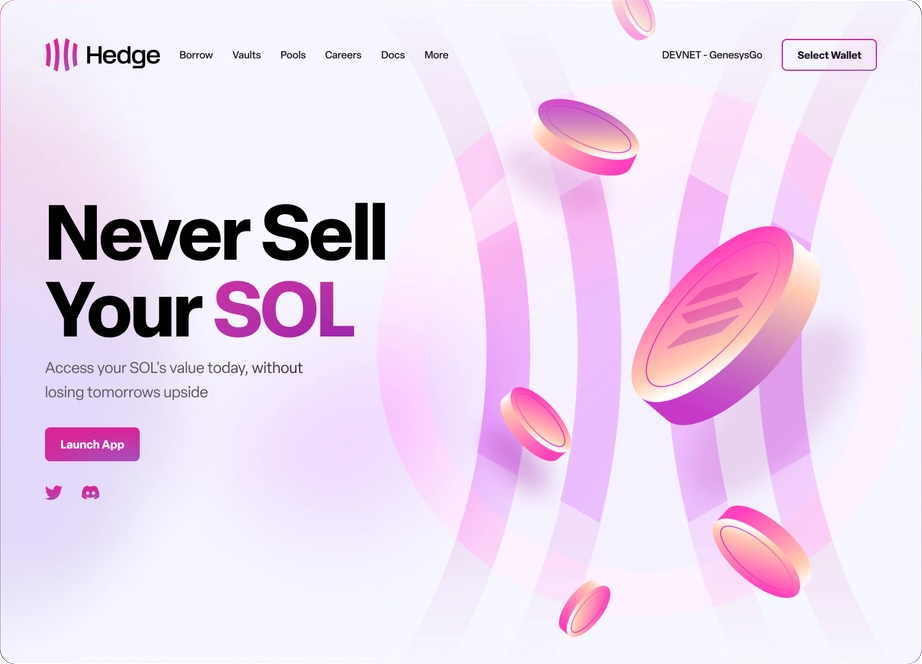 Hedge
Borrow Vaults Pools Careers Docs More
DEVNET - GenesysGo
Select Wallet
Never Sell
Your SOL
Access your SOL's value today, without
losing tomorrows upside
Launch App